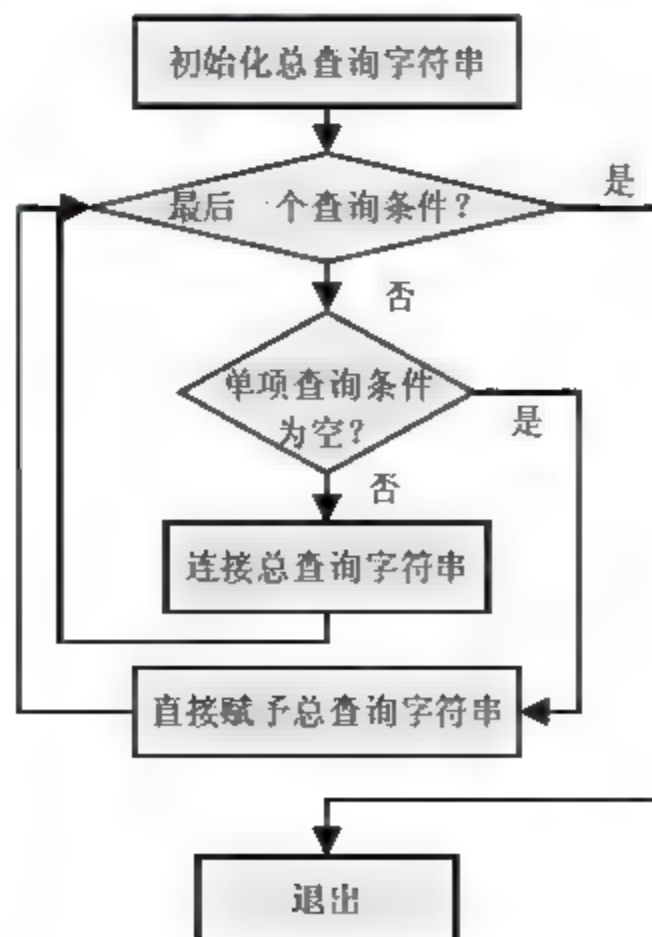 初始化总查询字符串
是
最后 一个查询条件?
否
单项查询条件
为空?
是
否
连接总查询字符串
直接赋予总查询字符串
退出